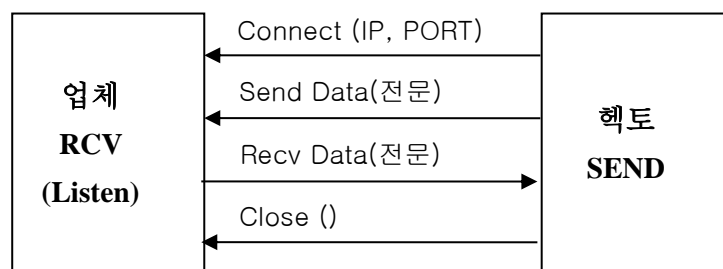 업체
RCV
(Listen)
Connect (IP, PORT)
Send Data(전문)
Recv Data(전문)
Close ()
헥토
SEND